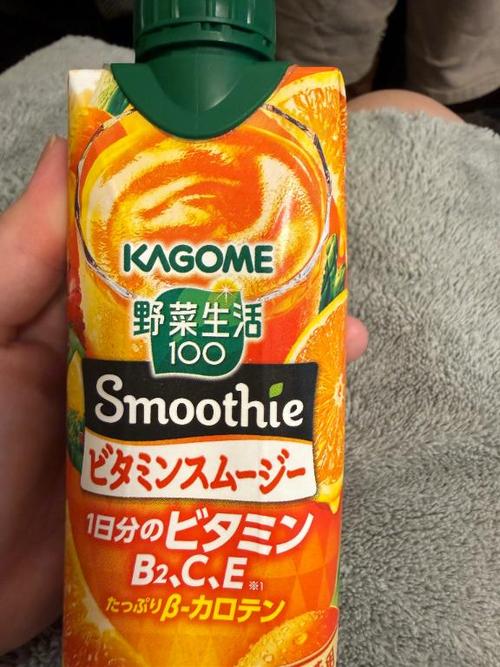 KAGOME
野菜生活
100
Smoothie
ビタミンスムージー
1日分のビタミン
B2、C、E ※1
たっぷりβ-カロテン